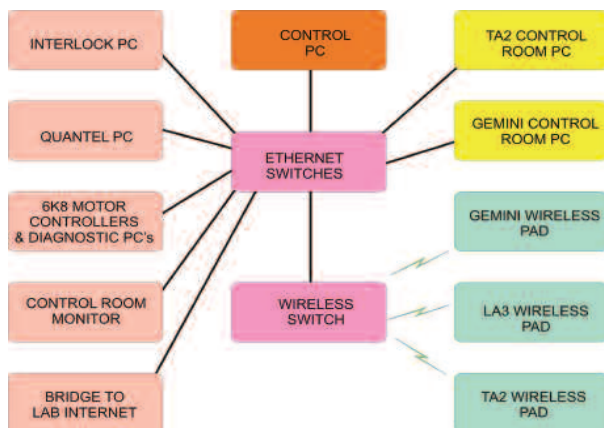 INTERLOCK PC
CONTROL
PC
TA2 CONTROL
ROOM PC
QUANTEL PC
ETHERNET
SWITCHES
GEMINI CONTROL
ROOM PC
6K8 MOTOR
CONTROLLERS
& DIAGNOSTIC PC's
GEMINI WIRELESS
PAD
CONTROL ROOM
MONITOR
WIRELESS
SWITCH
LA3 WIRELESS
PAD
BRIDGE TO
LAB INTERNET
TA2 WIRELESS
PAD